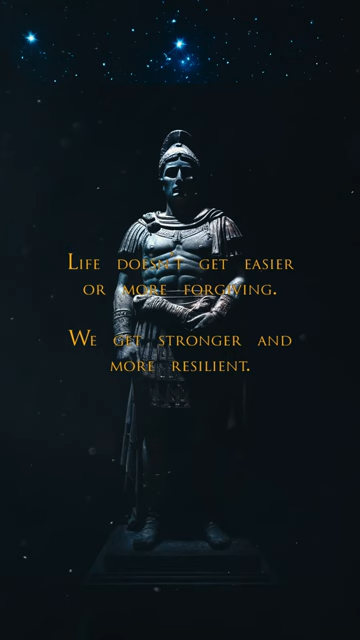 Life doesn't get easier
or more forgiving.
We get stronger and
more resilient.